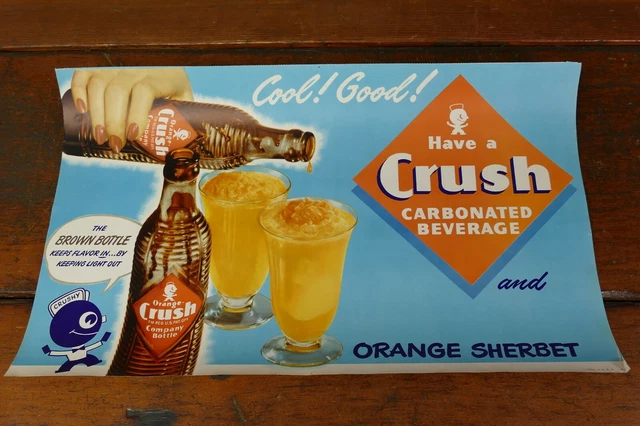 Cool! Good!
Have a
Crush
CARBONATED
BEVERAGE
and
ORANGE SHERBET
Orange
Crush
THE
BROWN BOTTLE
KEEPS FLAVOR IN...BY
KEEPING LIGHT OUT
CRUSHY
Orange
Crush
Company
Bottle